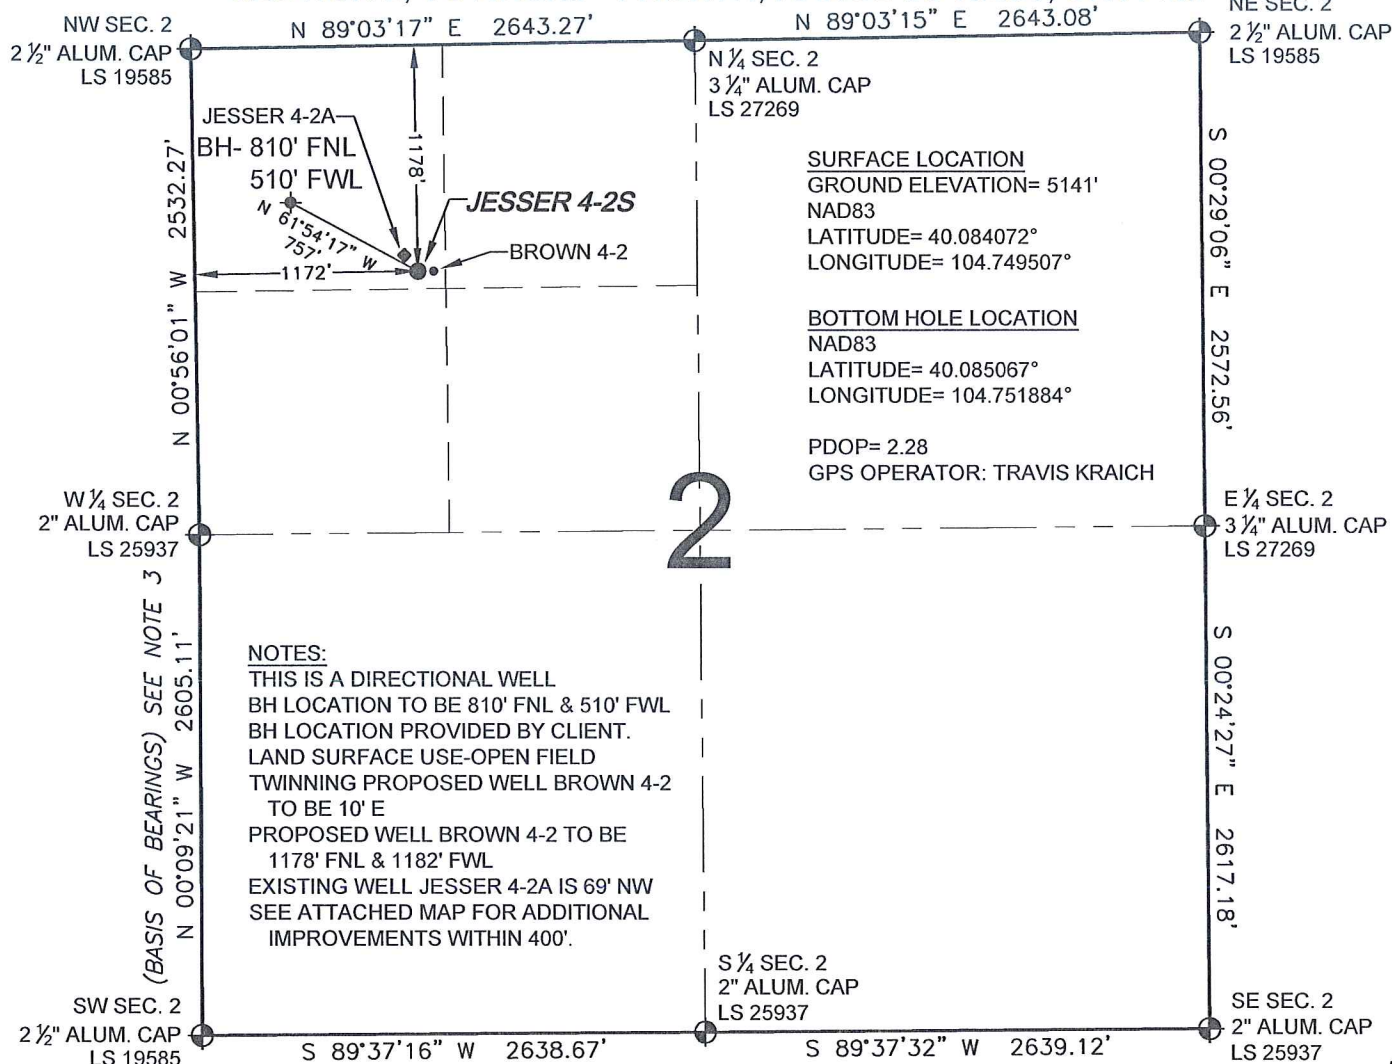 NE SEC. 2
2 ½" ALUM. CAP
LS 19585
NW SEC. 2
2 ½" ALUM. CAP
LS 19585
N 89°03'17" E 2643.27'
N 89°03'15" E 2643.08'
N ¼ SEC. 2
3 ¼" ALUM. CAP
LS 27269
JESSER 4-2A
BH- 810' FNL
510' FWL
1178'
JESSER 4-2S
N 61°54'17" W
757'
BROWN 4-2
1172'
N 00°56'01" W 2532.27'
SURFACE LOCATION
GROUND ELEVATION= 5141'
NAD83
LATITUDE= 40.084072°
LONGITUDE= 104.749507°
BOTTOM HOLE LOCATION
NAD83
LATITUDE= 40.085067°
LONGITUDE= 104.751884°
PDOP= 2.28
GPS OPERATOR: TRAVIS KRAICH
S 00°29'06" E 2572.56'
W ¼ SEC. 2
2" ALUM. CAP
LS 25937
2
E ¼ SEC. 2
3 ¼" ALUM. CAP
LS 27269
(BASIS OF BEARINGS) SEE NOTE 3
N 00°09'21" W 2605.11'
NOTES:
THIS IS A DIRECTIONAL WELL
BH LOCATION TO BE 810' FNL & 510' FWL
BH LOCATION PROVIDED BY CLIENT.
LAND SURFACE USE-OPEN FIELD
TWINNING PROPOSED WELL BROWN 4-2
TO BE 10' E
PROPOSED WELL BROWN 4-2 TO BE
1178' FNL & 1182' FWL
EXISTING WELL JESSER 4-2A IS 69' NW
SEE ATTACHED MAP FOR ADDITIONAL
IMPROVEMENTS WITHIN 400'.
S 00°24'27" E 2617.18'
SW SEC. 2
2 ½" ALUM. CAP
LS 19585
S ¼ SEC. 2
2" ALUM. CAP
LS 25937
SE SEC. 2
2" ALUM. CAP
LS 25937
S 89°37'16" W 2638.67'
S 89°37'32" W 2639.12'